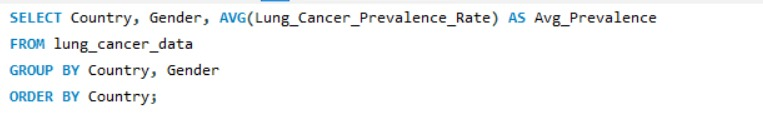 SELECT Country, Gender, AVG(Lung_Cancer_Prevalence_Rate) AS Avg_Prevalence
FROM lung_cancer_data
GROUP BY Country, Gender
ORDER BY Country;